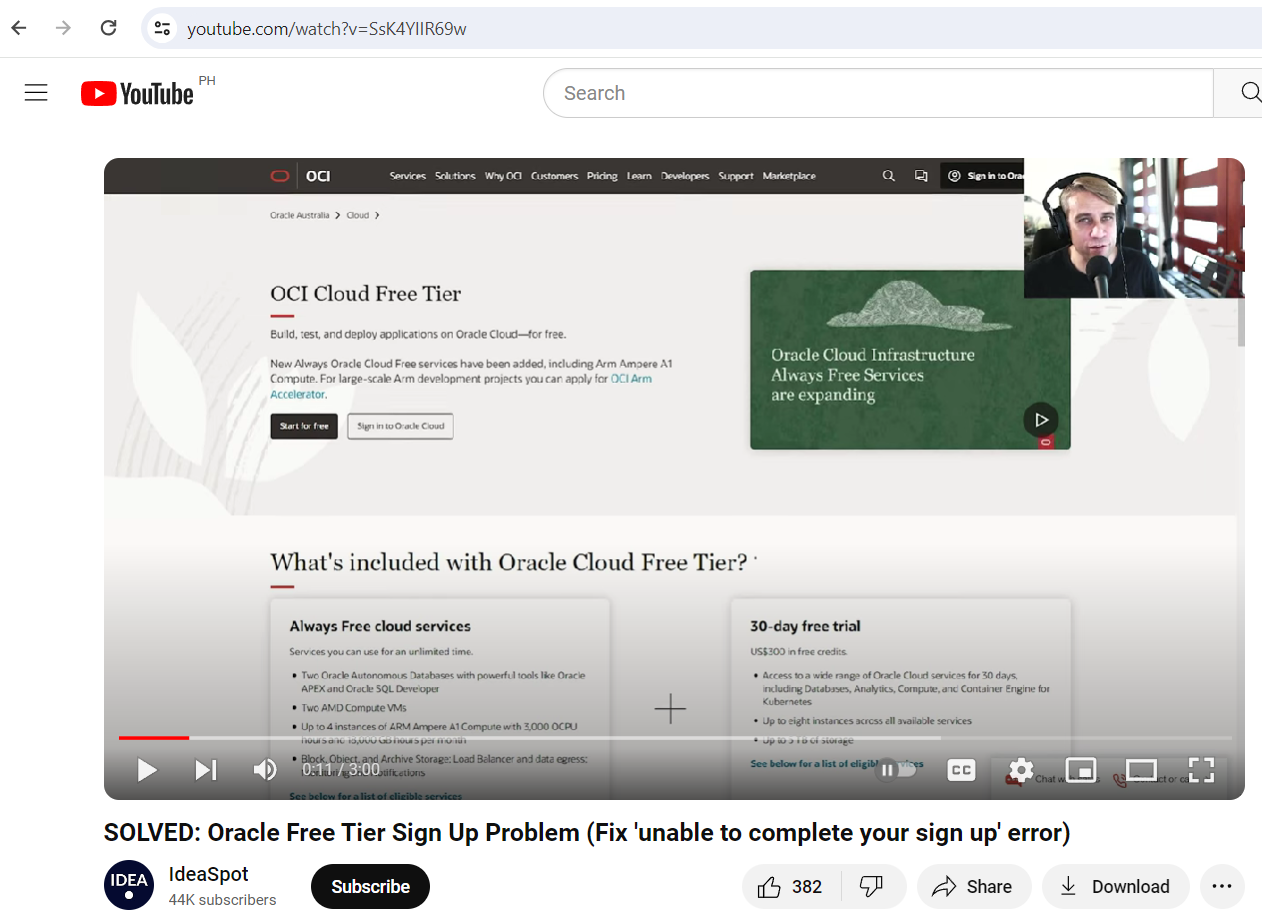 youtube.com/watch?v=SsK4YIIR69w
YouTube PH
Search
OCI
Services Solutions Why OCI Customers Pricing Learn Developers Support Marketplace
Sign in to Orac
Oracle Australia > Cloud >
OCI Cloud Free Tier
Build, test, and deploy applications on Oracle Cloud—for free.
New Always Oracle Cloud Free services have been added, including Arm Ampere A1
Compute. For large-scale Arm development projects you can apply for OCI Arm
Accelerator.
Start for free
Sign in to Oracle Cloud
Oracle Cloud Infrastructure
Always Free Services
are expanding
What's included with Oracle Cloud Free Tier?
Always Free cloud services
Services you can use for an unlimited time.
• Two Oracle Autonomous Databases with powerful tools like Oracle
APEX and Oracle SQL Developer
• Two AMD Compute VMs
• Up to 4 instances of ARM Ampere A1 Compute with 3,000 OCPU
hours and 18,000 GB hours per month
• Block, Object, and Archive Storage; Load Balancer and data egress;
See below for a list of eligible services
30-day free trial
US$300 in free credits.
• Access to a wide range of Oracle Cloud services for 30 days,
including Databases, Analytics, Compute, and Container Engine for
Kubernetes
• Up to eight instances across all available services
• Up to 5 TB of storage
See below for a list of eligible services
0:11 / 3:00
CC
SOLVED: Oracle Free Tier Sign Up Problem (Fix 'unable to complete your sign up' error)
IDEA
IdeaSpot
44K subscribers
Subscribe
382
Share
Download